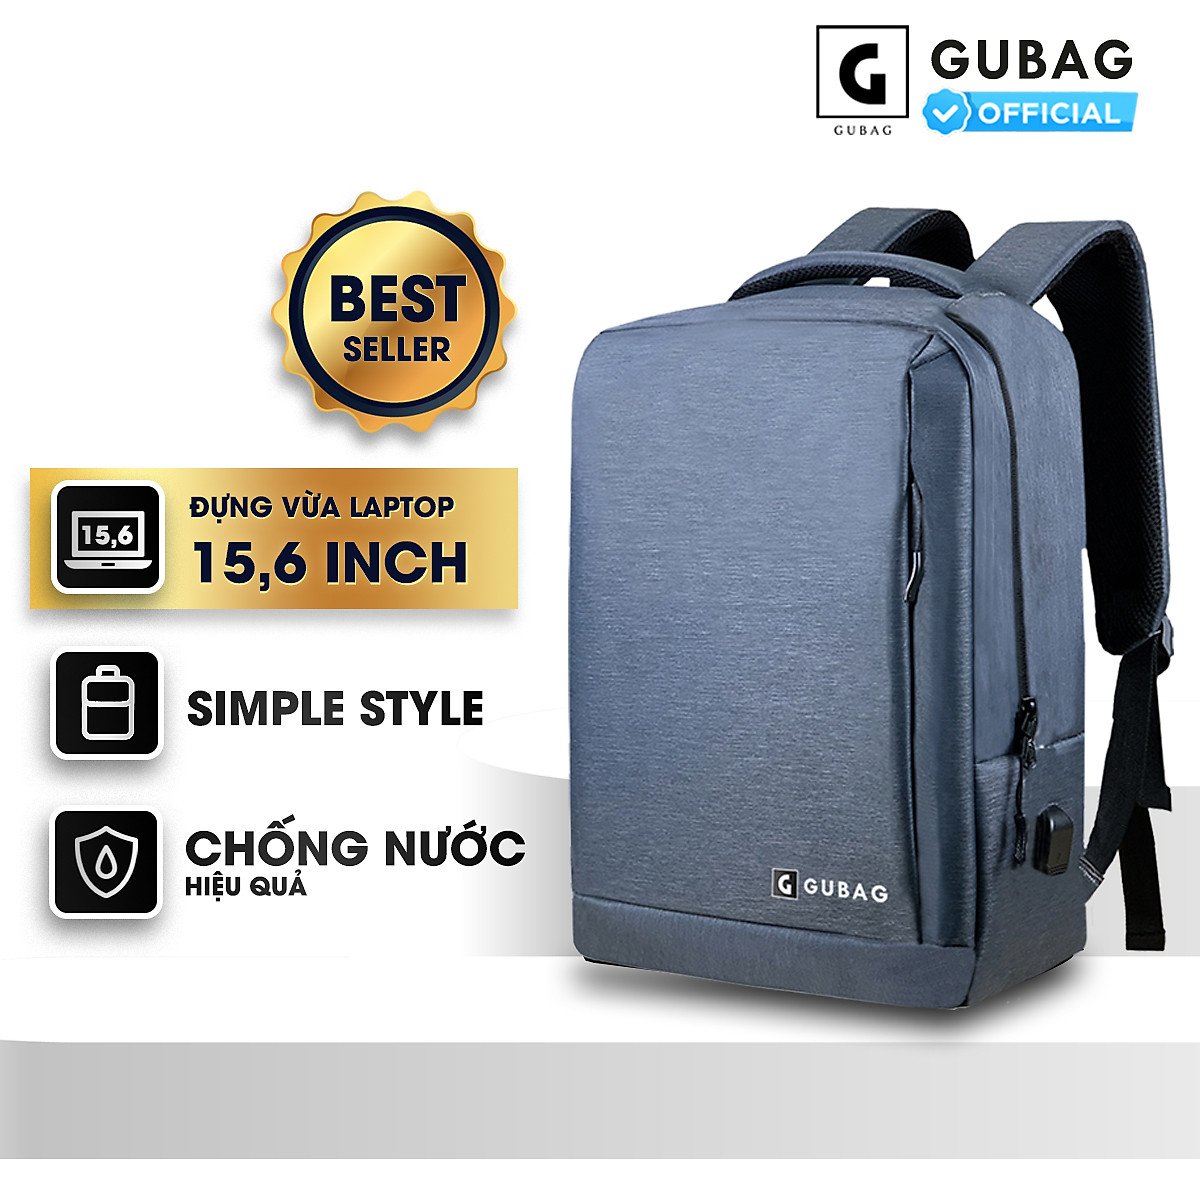 G
GUBAG
GUBAG
OFFICIAL
BEST
SELLER
15,6
ĐỰNG VỪA LAPTOP
15,6 INCH
SIMPLE STYLE
CHỐNG NƯỚC
HIỆU QUẢ
G GUBAG